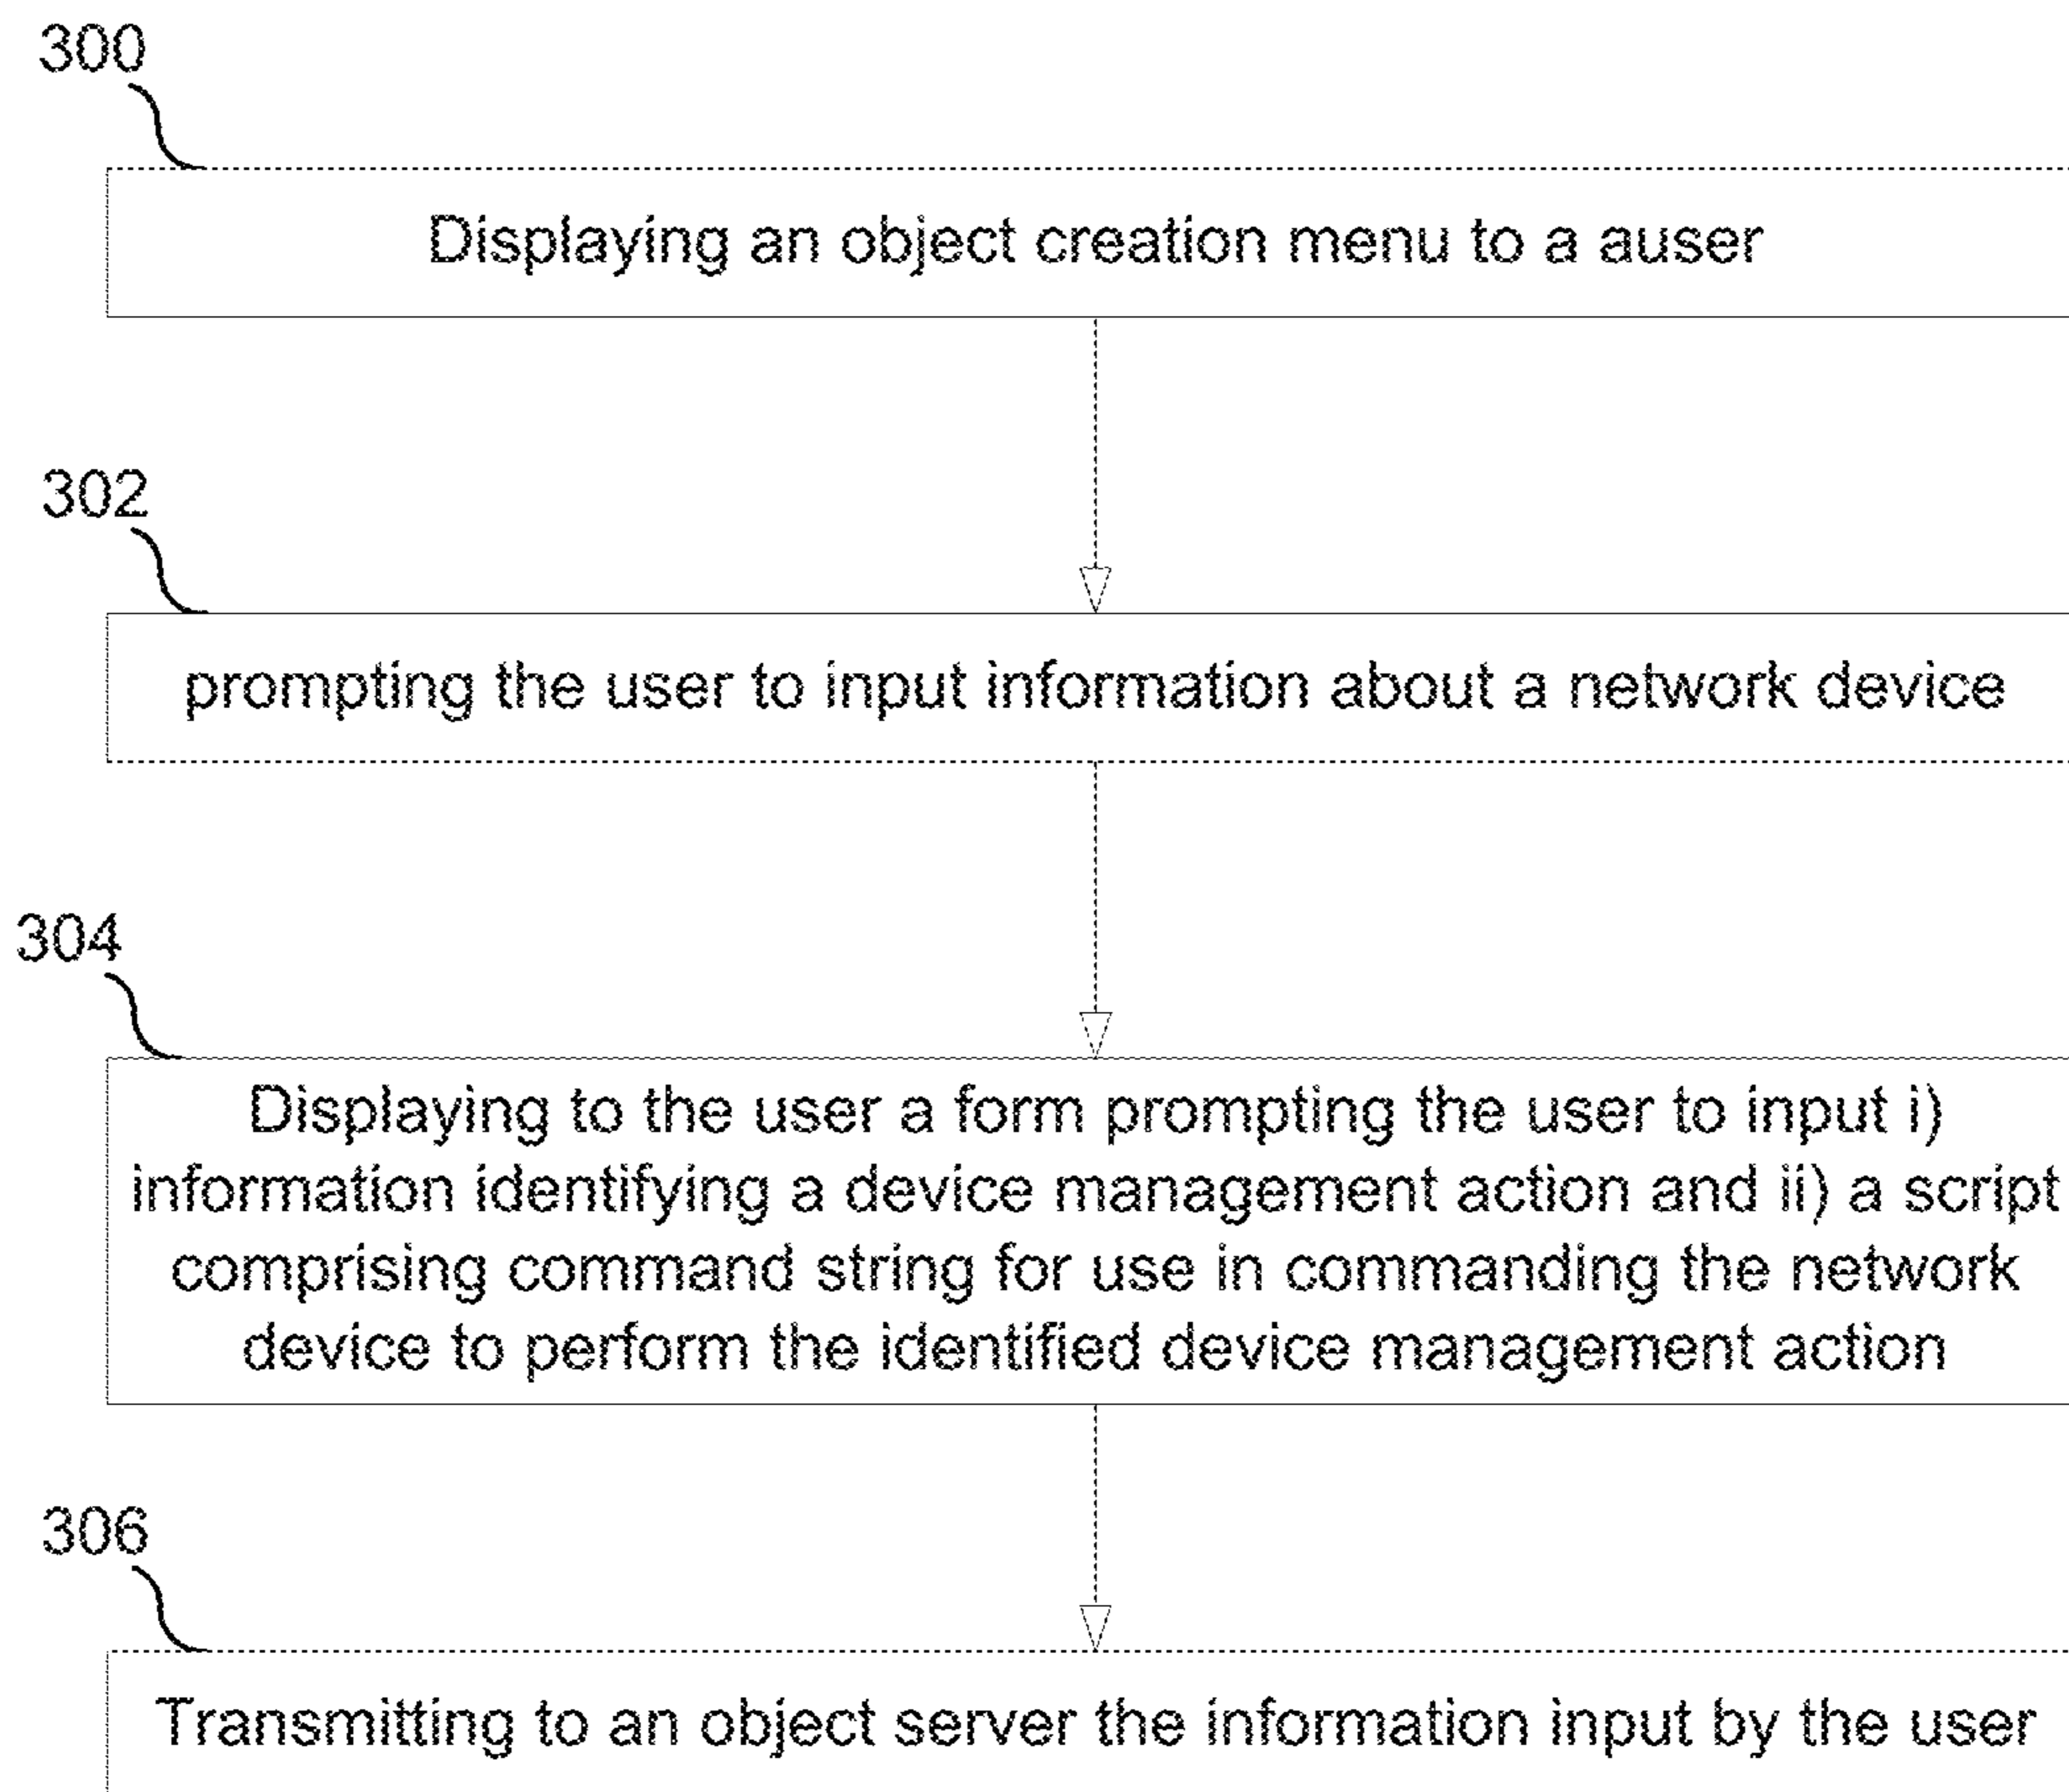 300
Displaying an object creation menu to a auser
302
prompting the user to input information about a network device
304
Displaying to the user a form prompting the user to input i)
information identifying a device management action and ii) a script
comprising command string for use in commanding the network
device to perform the identified device management action
306
Transmitting to an object server the information input by the user